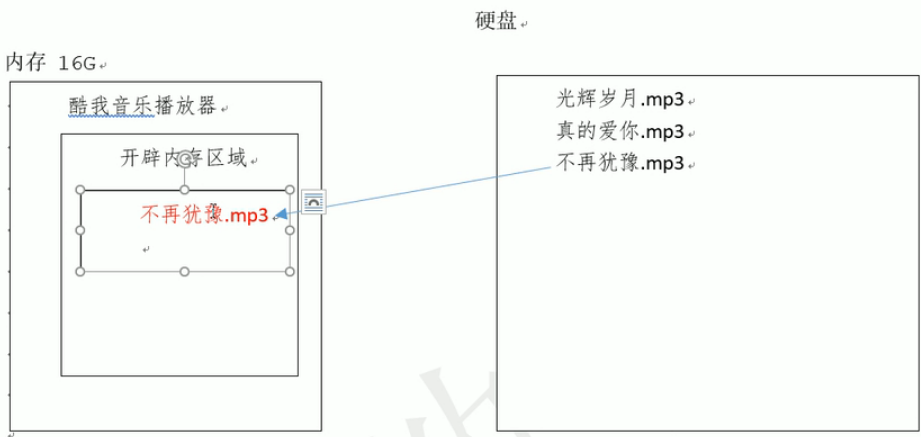 硬盘
内存 16G
酷我音乐播放器
开辟内存区域
不再犹豫.mp3
光辉岁月.mp3
真的爱你.mp3
不再犹豫.mp3